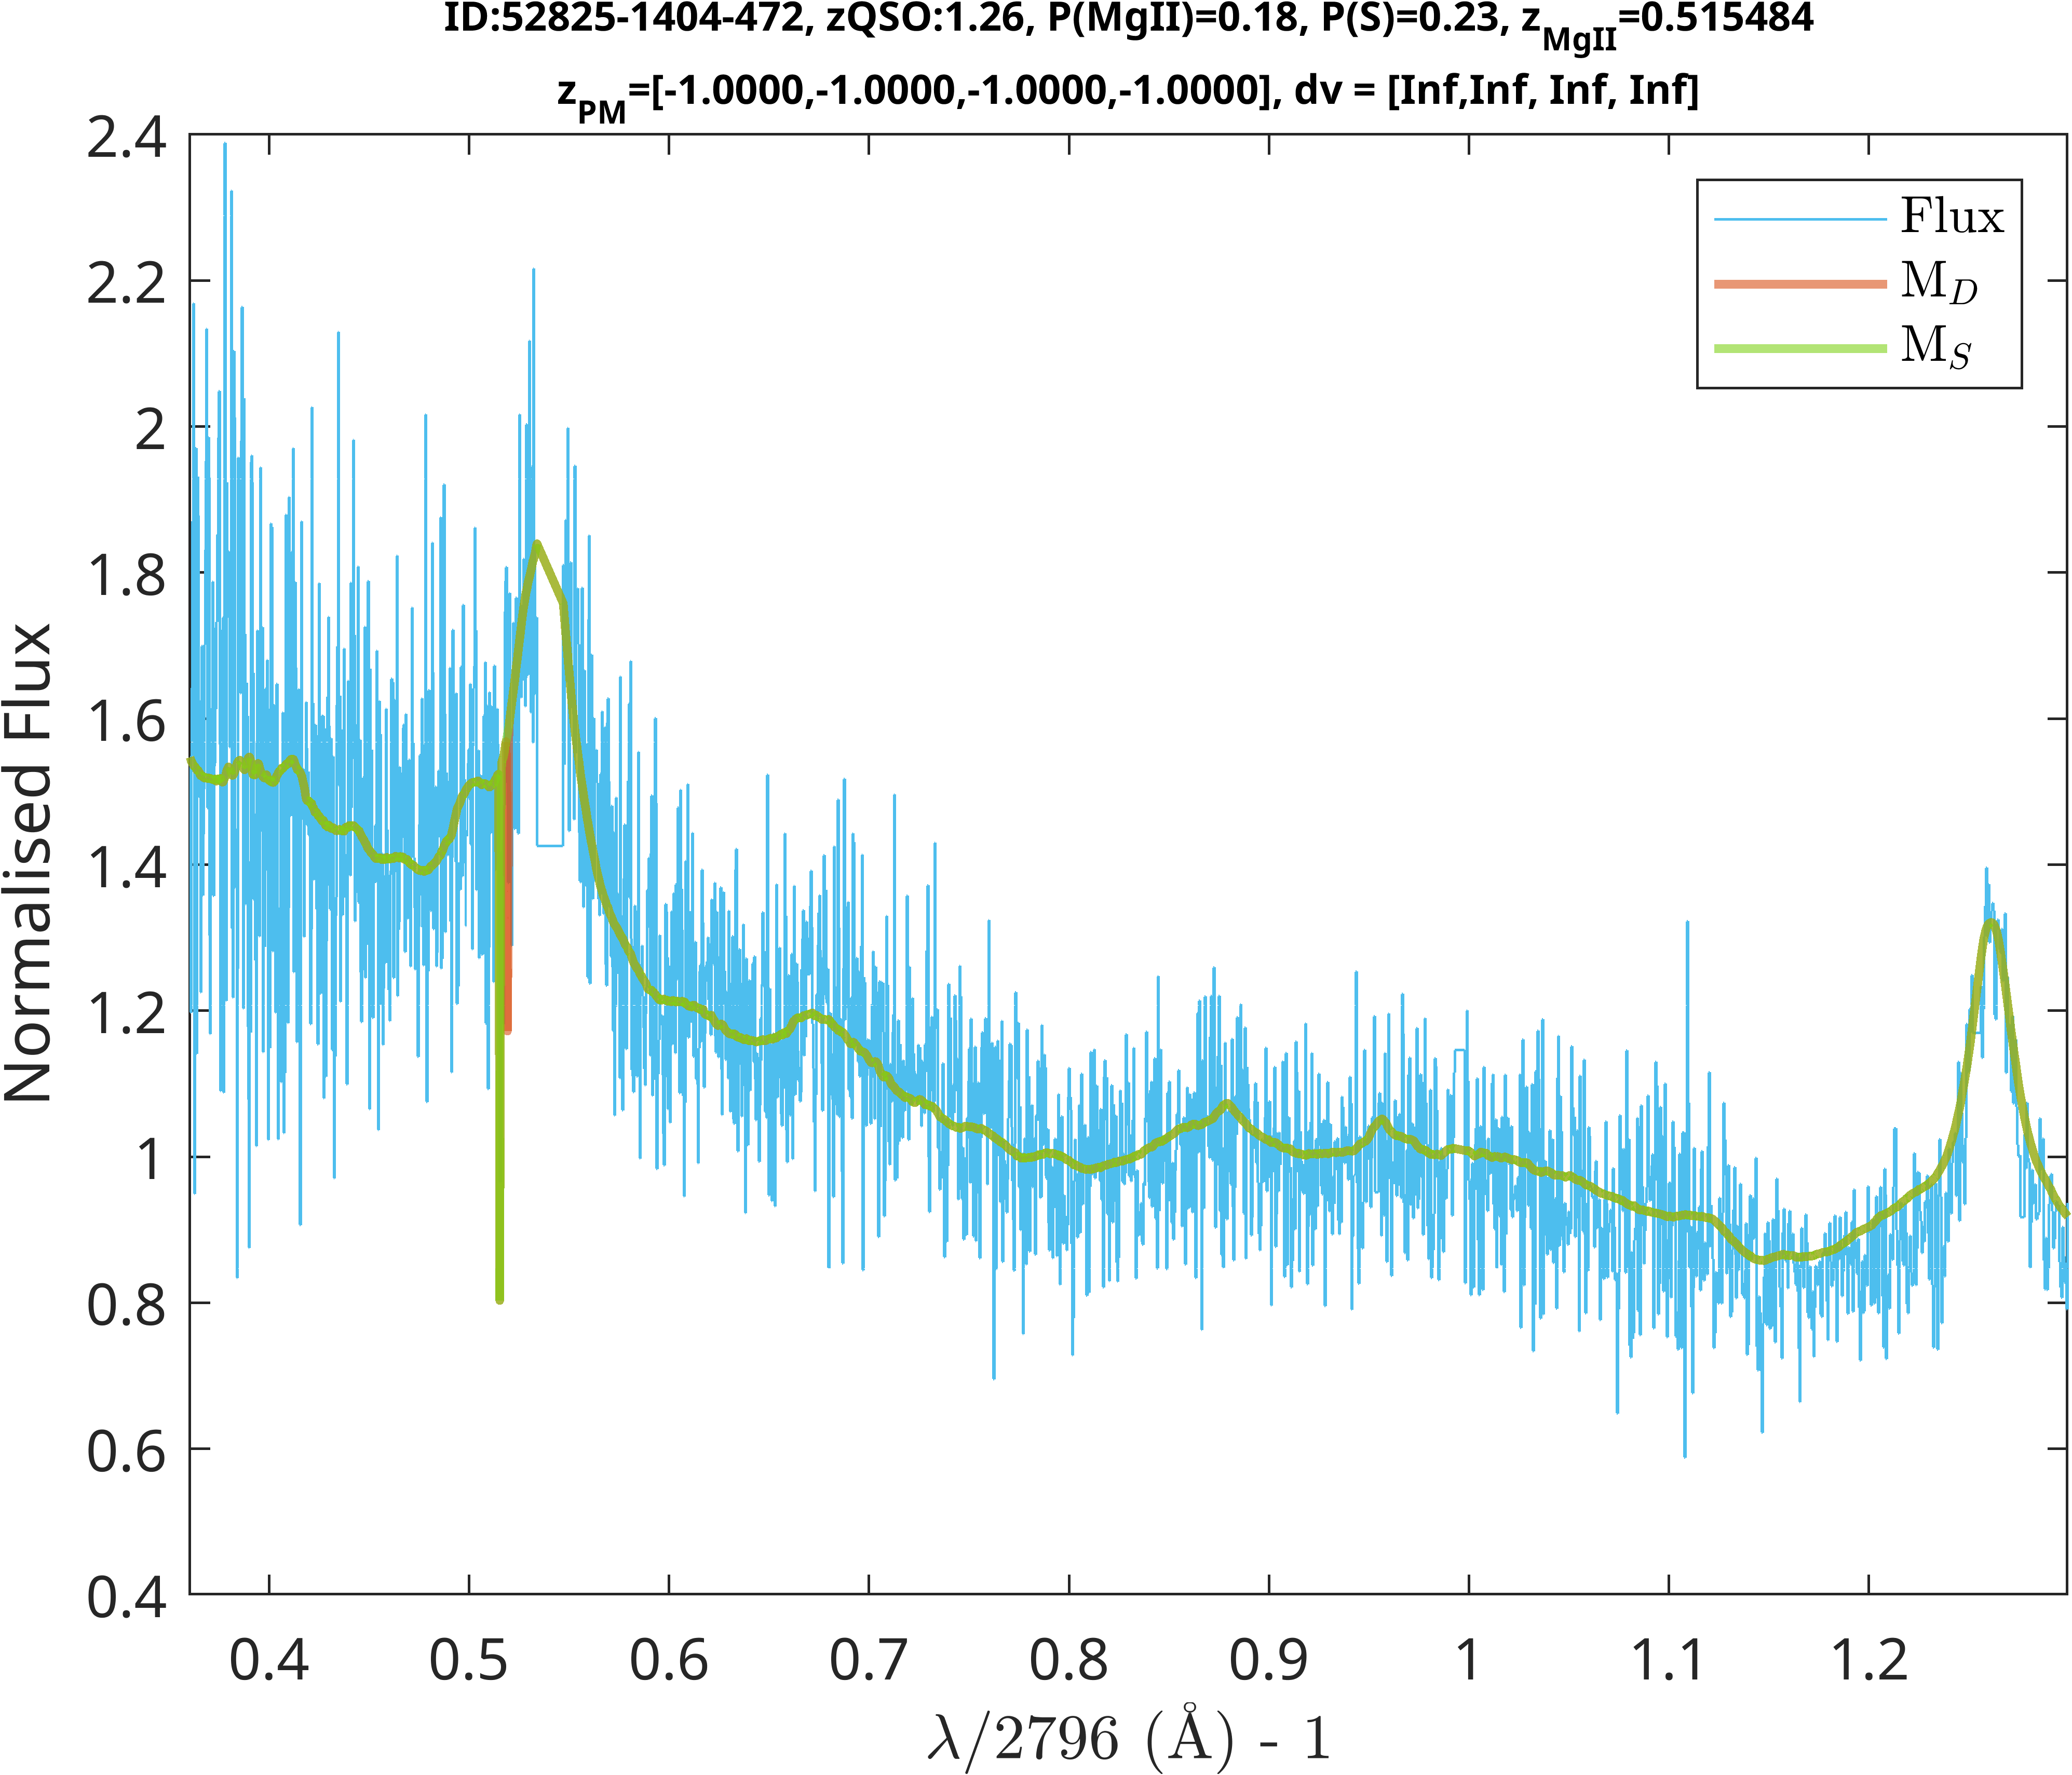 ID:52825-1404-472, zQSO:1.26, P(MgII)=0.18, P(S)=0.23, zMgII=0.515484
zPM=[-1.0000,-1.0000,-1.0000,-1.0000], dv = [Inf,Inf, Inf, Inf]
2.4
2.2
2
1.8
1.6
1.4
1.2
1
0.8
0.6
0.4
Normalised Flux
Flux
MD
MS
0.4 0.5 0.6 0.7 0.8 0.9 1 1.1 1.2
λ/2796 (Å) - 1